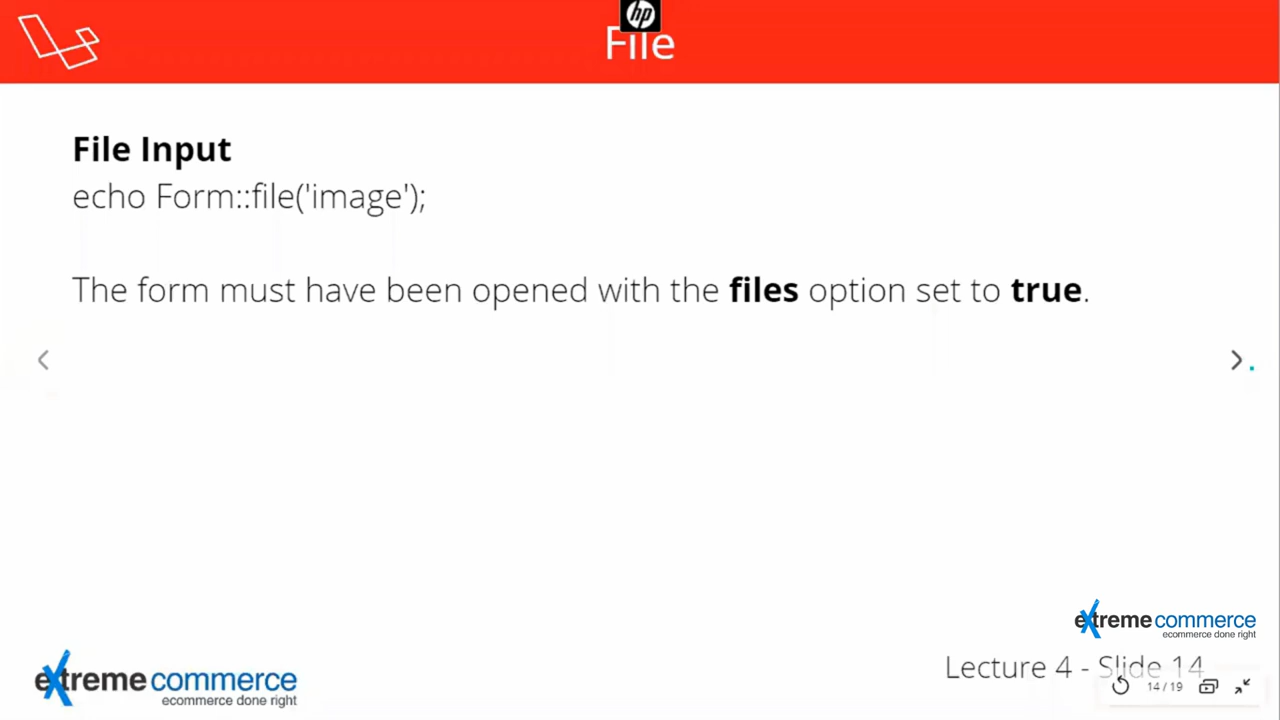 hp
File
File Input
echo Form::file('image');
The form must have been opened with the files option set to true.
extreme commerce
ecommerce done right
Lecture 4 - Slide 14
14/19
extreme commerce
ecommerce done right